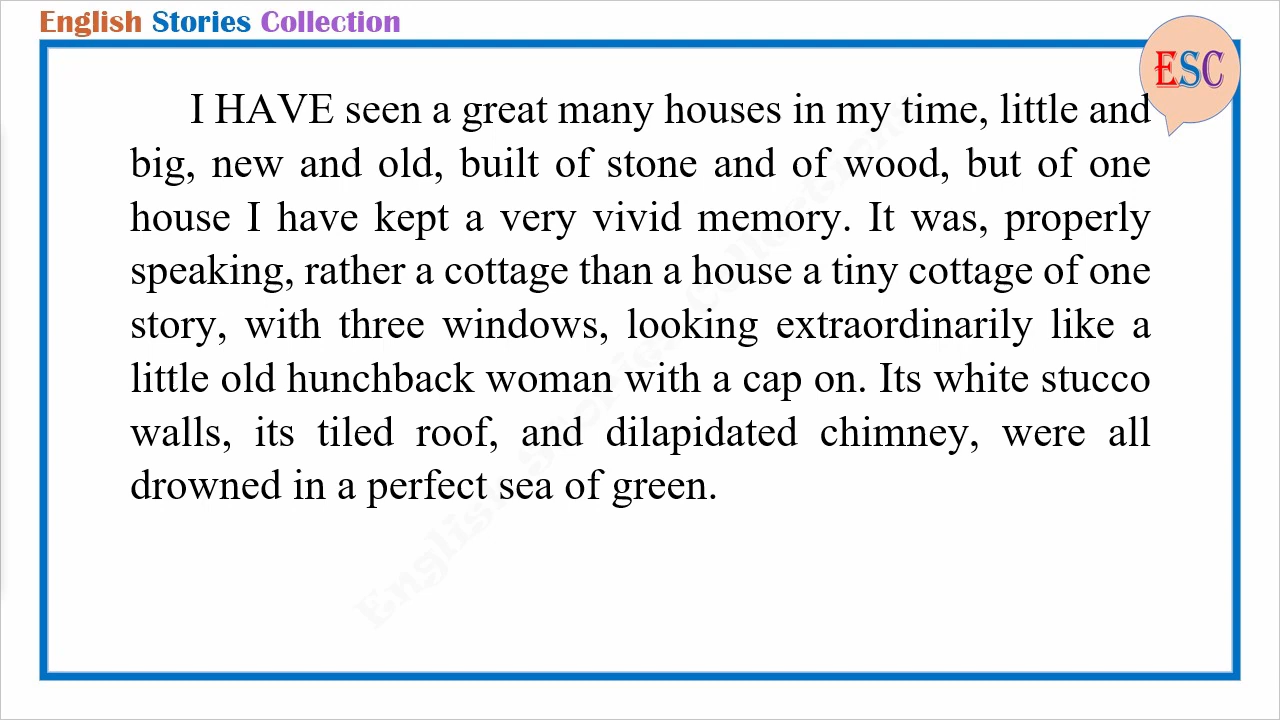 English Stories Collection
ESC
I HAVE seen a great many houses in my time, little and
big, new and old, built of stone and of wood, but of one
house I have kept a very vivid memory. It was, properly
speaking, rather a cottage than a house a tiny cottage of one
story, with three windows, looking extraordinarily like a
little old hunchback woman with a cap on. Its white stucco
walls, its tiled roof, and dilapidated chimney, were all
drowned in a perfect sea of green.
English Stories Collection